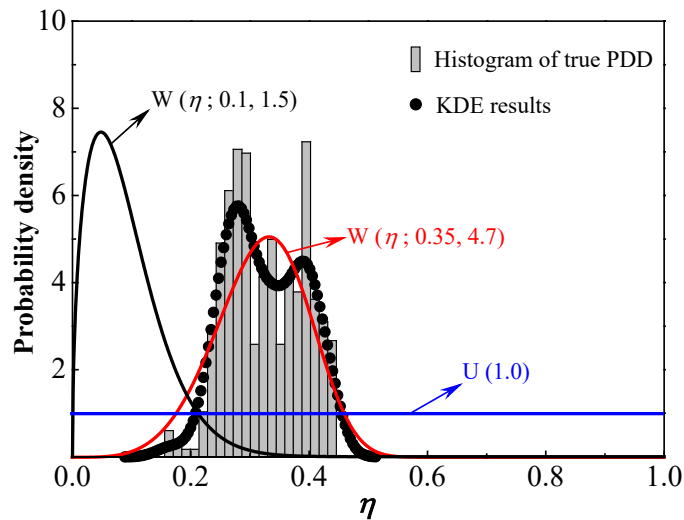 10
Histogram of true PDD
KDE results
W (η ; 0.1, 1.5)
8
6
W (η ; 0.35, 4.7)
4
U (1.0)
2
Probability density
0.0 0.2 0.4 0.6 0.8 1.0
η